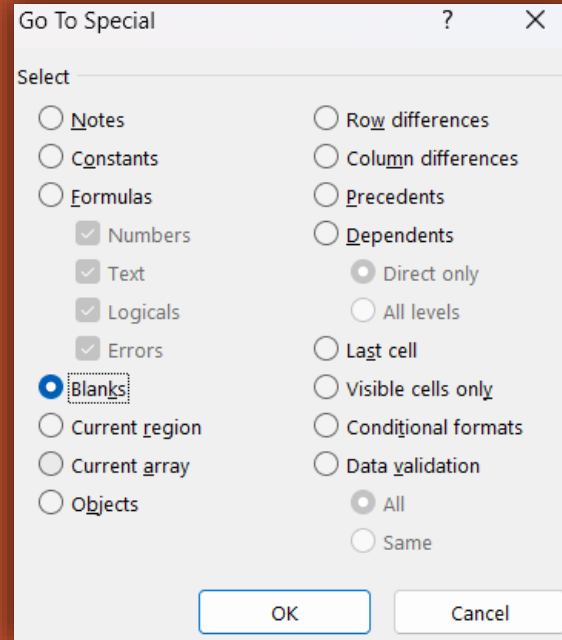 Go To Special ?
Select
Notes
Constants
Formulas
Numbers
Text
Logicals
Errors
Blanks
Current region
Current array
Objects
Row differences
Column differences
Precedents
Dependents
Direct only
All levels
Last cell
Visible cells only
Conditional formats
Data validation
All
Same
OK Cancel